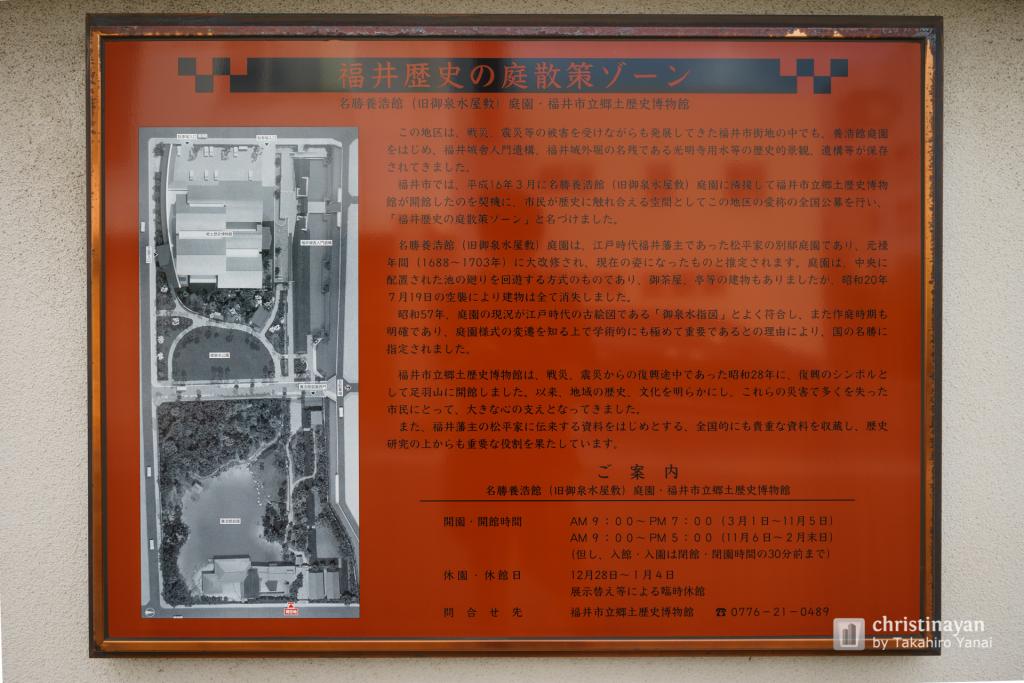 福井歴史の庭散策ゾーン
名勝養浩館（旧御泉水屋敷）庭園・福井市立郷土歴史博物館
この地区は、戦災、震災等の被害を受けながらも発展してきた福井市街地の中でも、養浩館庭園
をはじめ、福井城舎人門遺構、福井城外堀の名残である光明寺用水等の歴史的景観、遺構等が保存
されてきました。
福井市では、平成16年３月に名勝養浩館（旧御泉水屋敷）庭園に隣接して福井市立郷土歴史博物
館が開館したのを契機に、市民が歴史に触れ合える空間としてこの地区の愛称の全国公募を行い、
「福井歴史の庭散策ゾーン」と名づけました。
名勝養浩館（旧御泉水屋敷）庭園は、江戸時代福井藩主であった松平家の別邸庭園であり、元禄
年間（1688～1703年）に大改修され、現在の姿になったものと推定されます。庭園は、中央に
配置された池の廻りを回遊する方式のものであり、御茶屋、亭等の建物もありましたが、昭和20年
７月19日の空襲により建物は全て消失しました。
昭和57年、庭園の現況が江戸時代の古絵図である「御泉水指図」とよく符合し、また作庭時期も
明確であり、庭園様式の変遷を知る上で学術的にも極めて重要であるとの理由により、国の名勝に
指定されました。
福井市立郷土歴史博物館は、戦災、震災からの復興途中であった昭和28年に、復興のシンボルと
して足羽山に開館しました。以来、地域の歴史、文化を明らかにし、これらの災害で多くを失った
市民にとって、大きな心の支えとなってきました。
また、福井藩主の松平家に伝来する資料をはじめとする、全国的にも貴重な資料を収蔵し、歴史
研究の上からも重要な役割を果たしています。
ご案内
名勝養浩館（旧御泉水屋敷）庭園・福井市立郷土歴史博物館
開園・開館時間 AM９：００～PM７：００（３月１日～11月５日）
AM９：００～PM５：００（11月６日～２月末日）
（但し、入館・入園は閉館・閉園時間の30分前まで）
休園・休館日 12月28日～１月４日
展示替え等による臨時休館
問合せ先 福井市立郷土歴史博物館 ☎0776－21－0489
christinayan
by Takahiro Yanai